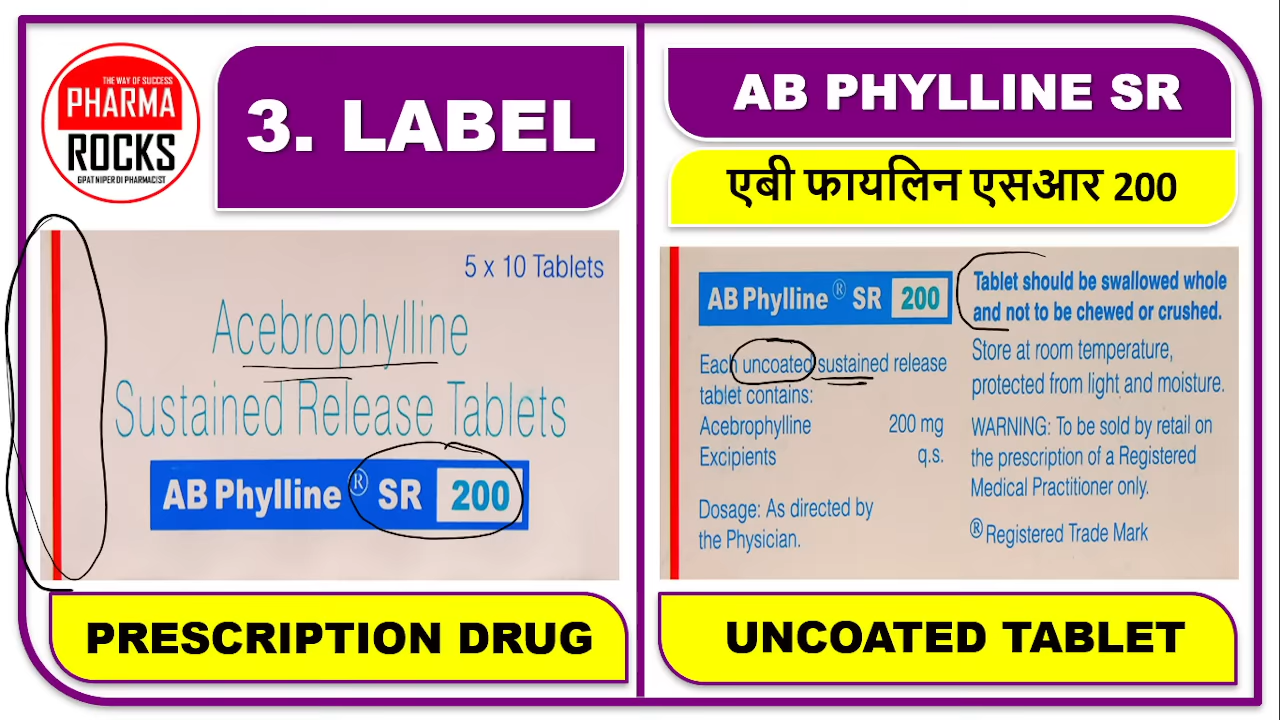 THE WAY OF SUCCESS
PHARMA
ROCKS
GPAT NIPER DI PHARMACIST
3. LABEL
5 x 10 Tablets
Acebrophylline
Sustained Release Tablets
AB Phylline ® SR 200
PRESCRIPTION DRUG
AB PHYLLINE SR
एबी फायलिन एसआर 200
AB Phylline ® SR 200
Each uncoated sustained release
tablet contains:
Acebrophylline 200 mg
Excipients q.s.
Dosage: As directed by
the Physician.
Tablet should be swallowed whole
and not to be chewed or crushed.
Store at room temperature,
protected from light and moisture.
WARNING: To be sold by retail on
the prescription of a Registered
Medical Practitioner only.
® Registered Trade Mark
UNCOATED TABLET